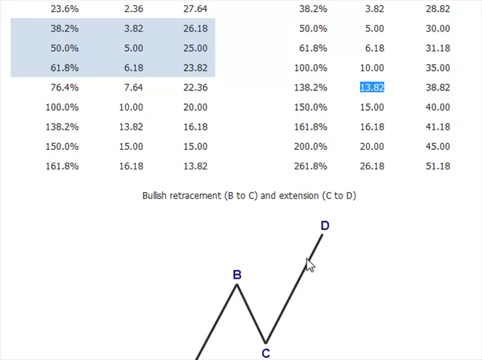 23.6% 2.36 27.64 38.2% 3.82 28.82
38.2% 3.82 26.18 50.0% 5.00 30.00
50.0% 5.00 25.00 61.8% 6.18 31.18
61.8% 6.18 23.82 100.0% 10.00 35.00
76.4% 7.64 22.36 138.2% 13.82 38.82
100.0% 10.00 20.00 150.0% 15.00 40.00
138.2% 13.82 16.18 161.8% 16.18 41.18
150.0% 15.00 15.00 200.0% 20.00 45.00
161.8% 16.18 13.82 261.8% 26.18 51.18
Bullish retracement (B to C) and extension (C to D)
D
B
C